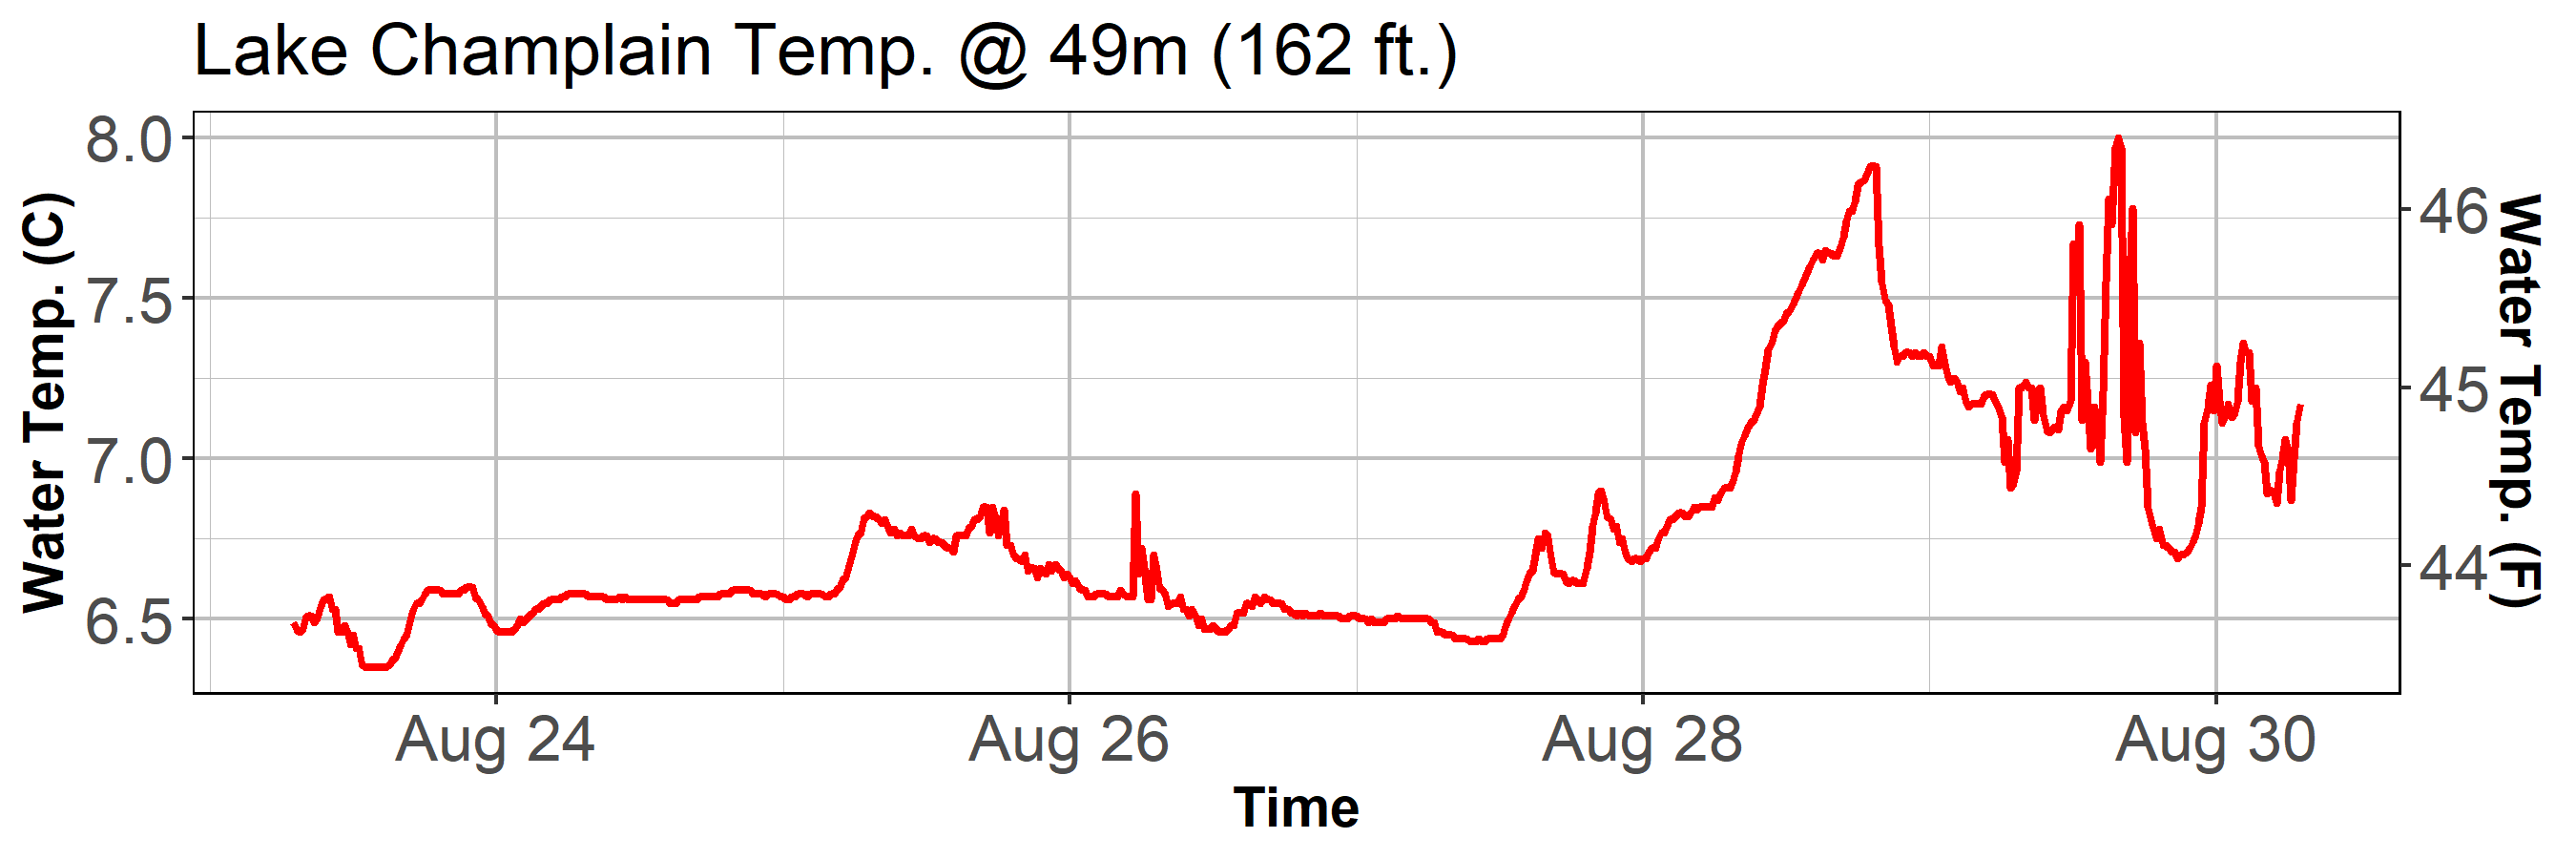 Lake Champlain Temp. @ 49m (162 ft.)
Water Temp. (C)
8.0
7.5
7.0
6.5
46
45
44
Water Temp. (F)
Aug 24 Aug 26 Aug 28 Aug 30
Time